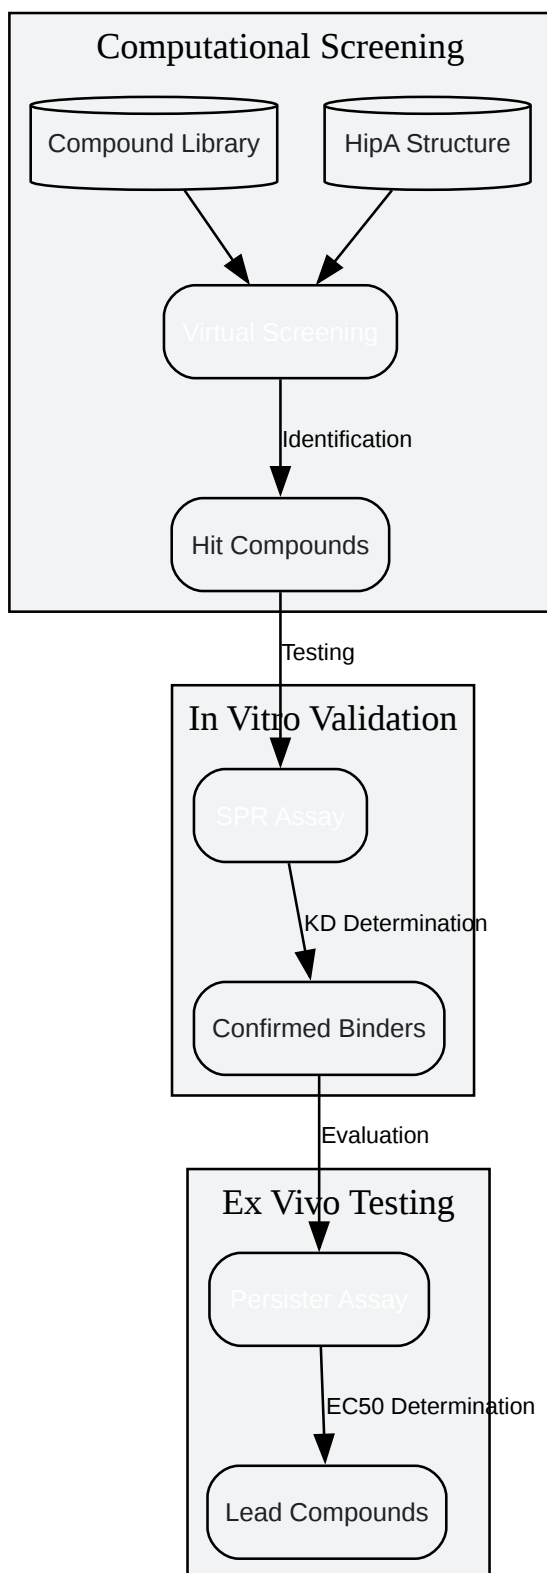 Computational Screening
Compound Library
HipA Structure
Virtual Screening
Identification
Hit Compounds
Testing
In Vitro Validation
SPR Assay
KD Determination
Confirmed Binders
Evaluation
Ex Vivo Testing
Persister Assay
EC50 Determination
Lead Compounds